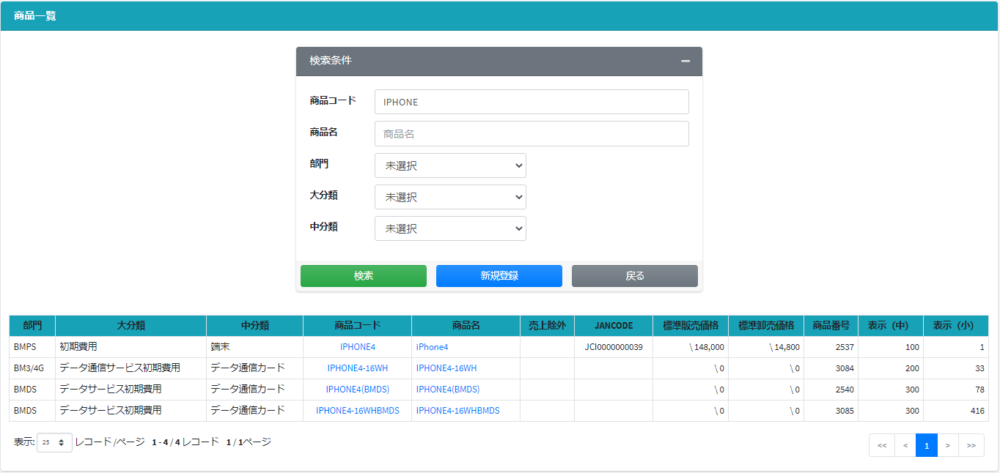 商品一覧
検索条件
商品コード IPHONE
商品名 商品名
部門 未選択
大分類 未選択
中分類 未選択
検索 新規登録 戻る
部門 大分類 中分類 商品コード 商品名 売上除外 JANCODE 標準販売価格 標準卸売価格 商品番号 表示（中） 表示（小）
BMPS 初期費用 端末 IPHONE4 iPhone4 JCI0000000039 \ 148,000 \ 14,800 2537 100 1
BM3/4G データ通信サービス初期費用 データ通信カード IPHONE4-16WH IPHONE4-16WH \ 0 \ 0 3084 200 33
BMDS データサービス初期費用 データ通信カード IPHONE4(BMDS) IPHONE4(BMDS) \ 0 \ 0 2540 300 78
BMDS データサービス初期費用 データ通信カード IPHONE4-16WHBMDS IPHONE4-16WHBMDS \ 0 \ 0 3085 300 416
表示: 25 レコード/ページ 1 - 4 / 4 レコード 1 / 1ページ << < 1 > >>